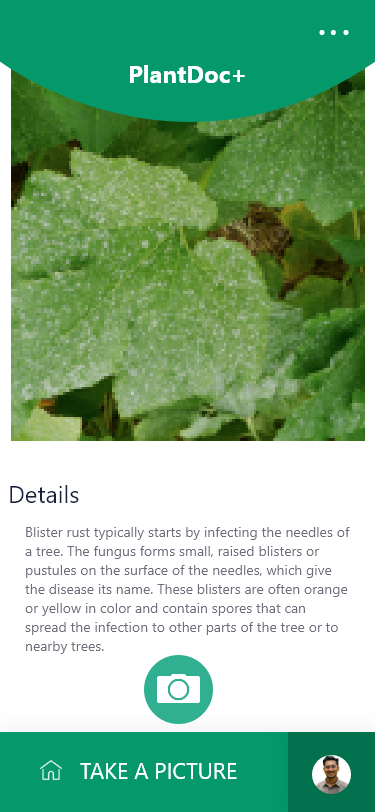 PlantDoc+
Details
Blister rust typically starts by infecting the needles of
a tree. The fungus forms small, raised blisters or
pustules on the surface of the needles, which give
the disease its name. These blisters are often orange
or yellow in color and contain spores that can
spread the infection to other parts of the tree or to
nearby trees.
TAKE A PICTURE